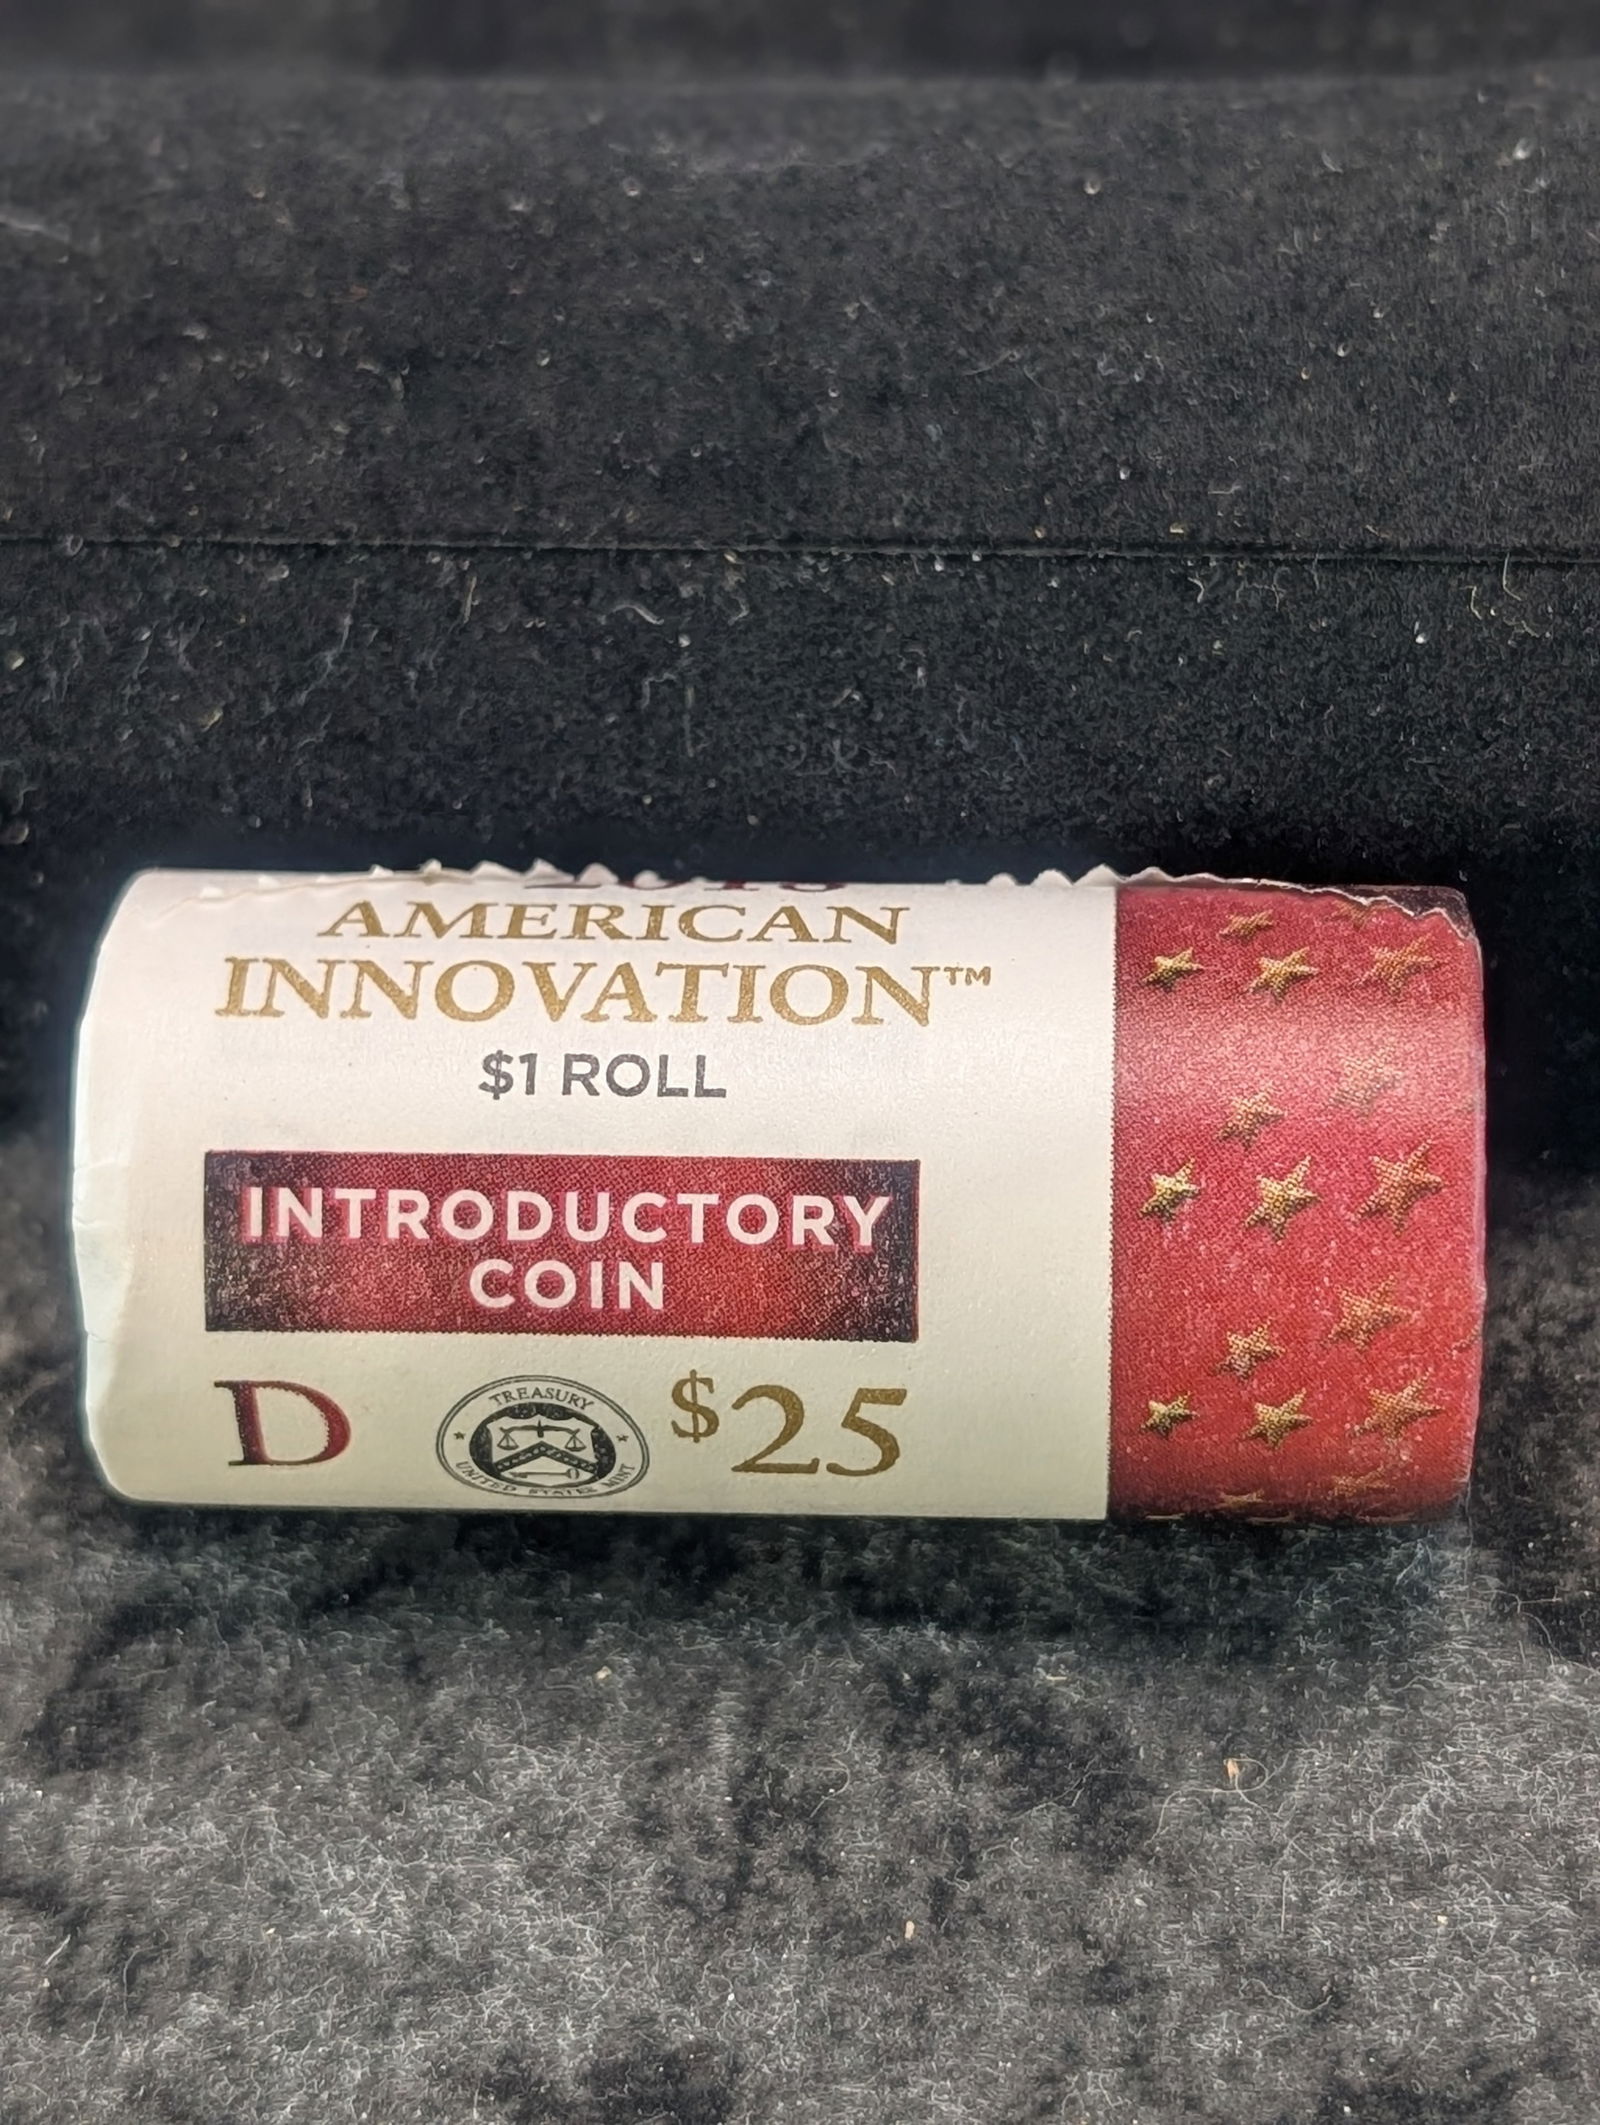 AMERICAN
INNOVATION™
$1 ROLL
INTRODUCTORY
COIN
D
TREASURY
UNITED STATES MINT
$25